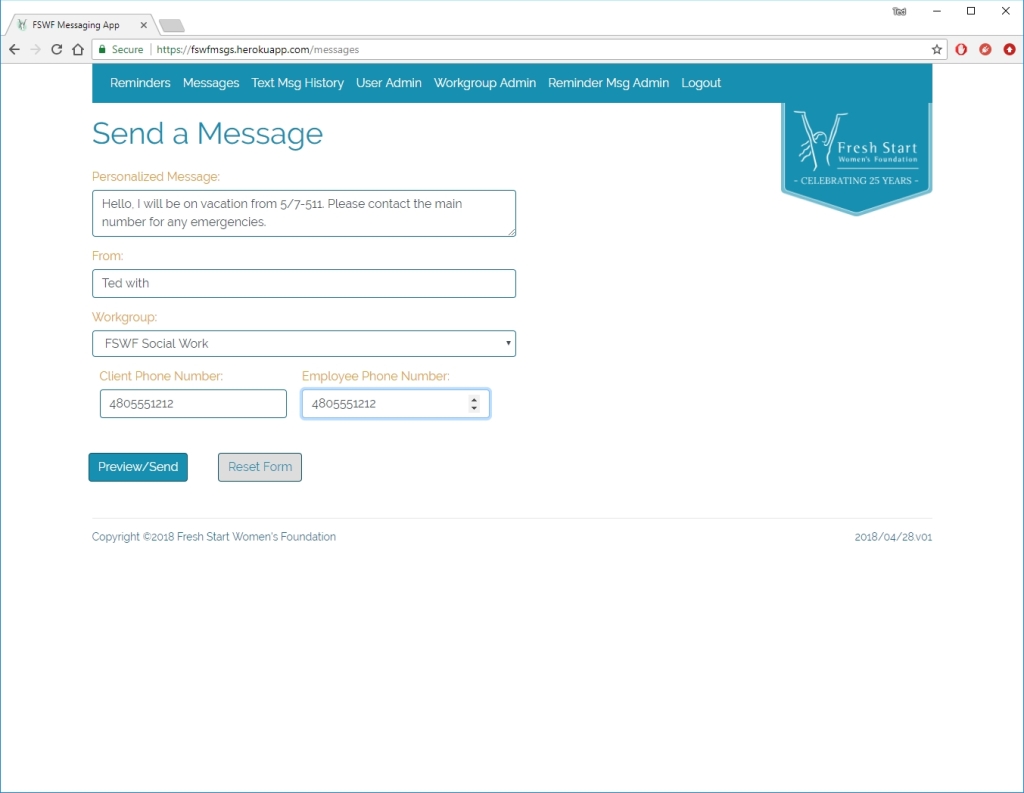 FSWF Messaging App
Ted
Secure https://fswfmsgs.herokuapp.com/messages
Reminders Messages Text Msg History User Admin Workgroup Admin Reminder Msg Admin Logout
Fresh Start
Women's Foundation
- CELEBRATING 25 YEARS -
Send a Message
Personalized Message:
Hello, I will be on vacation from 5/7-511. Please contact the main
number for any emergencies.
From:
Ted with
Workgroup:
FSWF Social Work
Client Phone Number: Employee Phone Number:
4805551212 4805551212
Preview/Send Reset Form
Copyright ©2018 Fresh Start Women's Foundation 2018/04/28.v01